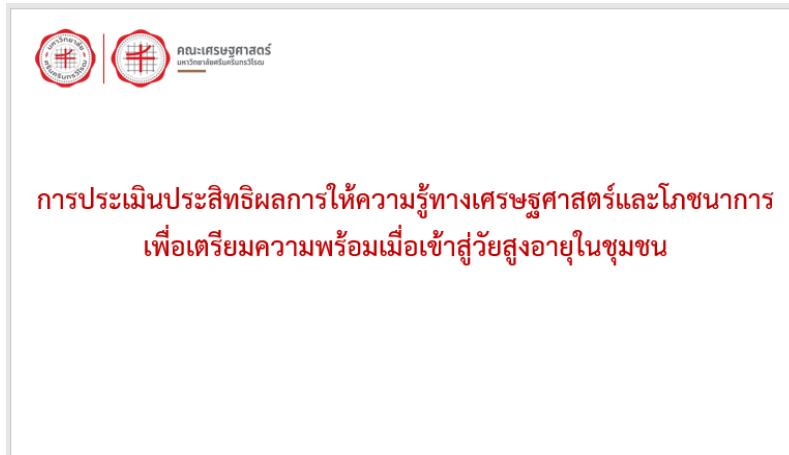 คณะเศรษฐศาสตร์
มหาวิทยาลัยศรีนครินทรวิโรฒ
การประเมินประสิทธิผลการให้ความรู้ทางเศรษฐศาสตร์และโภชนาการ
เพื่อเตรียมความพร้อมเมื่อเข้าสู่วัยสูงอายุในชุมชน